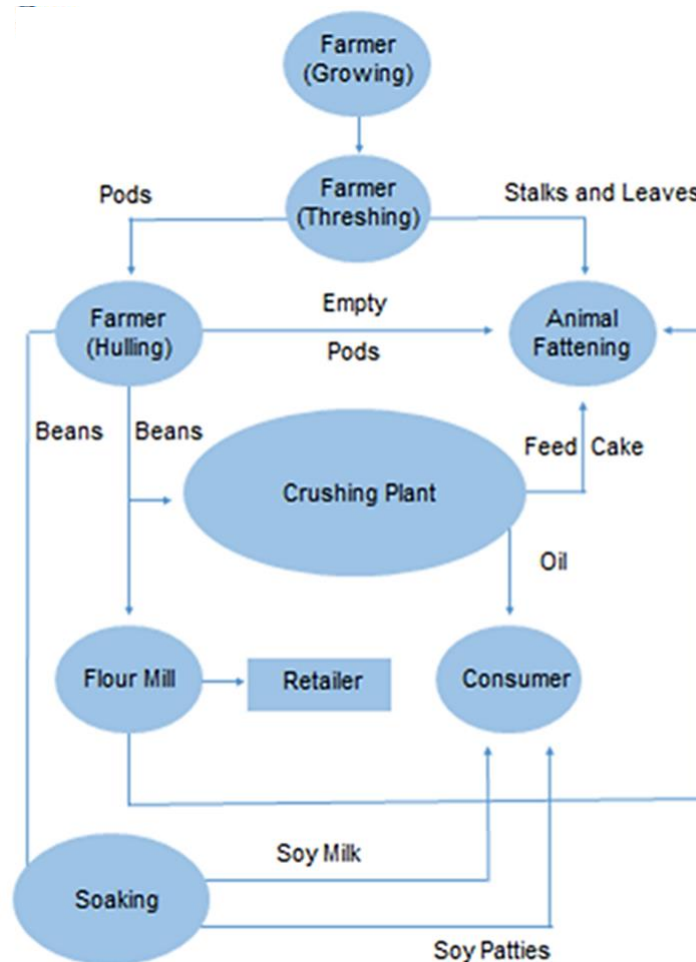 Farmer
(Growing)
Farmer
(Threshing)
Pods
Stalks and Leaves
Farmer
(Hulling)
Empty
Pods
Animal
Fattening
Beans
Beans
Feed Cake
Crushing Plant
Oil
Flour Mill
Retailer
Consumer
Soy Milk
Soaking
Soy Patties